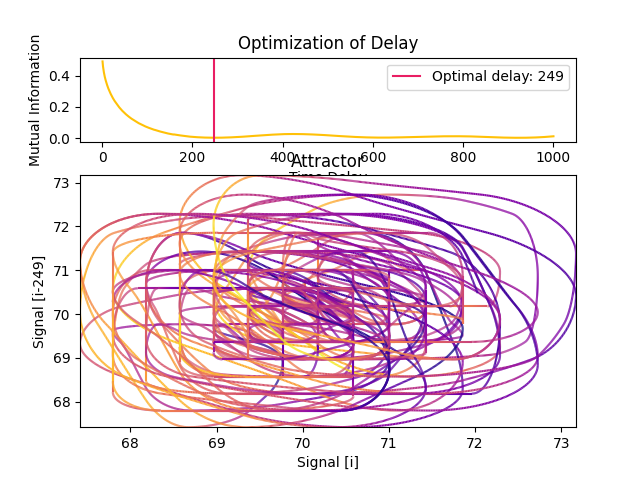 Optimization of Delay
Mutual Information
0.4
0.2
0.0
Optimal delay: 249
0 200 400 600 800 1000
Time Delay
Attractor
Signal [i-249]
73
72
71
70
69
68
68 69 70 71 72 73
Signal [i]